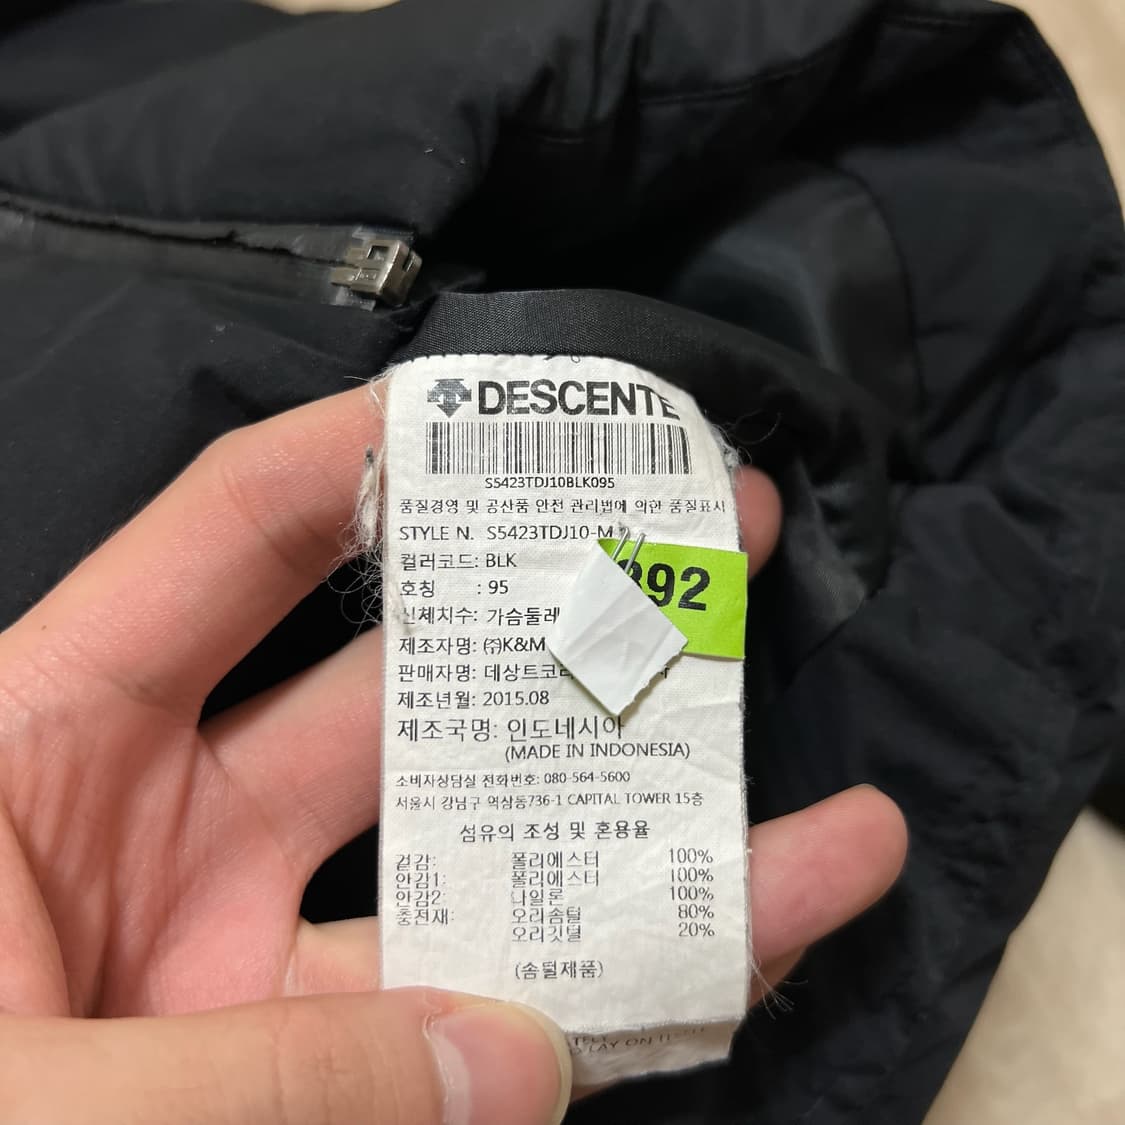 DESCENTE
S5423TDJ10BLK095
품질경영 및 공산품 안전 관리법에 의한 품질표시
STYLE N. S5423TDJ10-M
컬러코드: BLK
호칭 : 95
92
신체치수: 가슴둘레
제조자명: ㈜K&M
판매자명: 데상트코
제조년월: 2015.08
제조국명: 인도네시아
(MADE IN INDONESIA)
소비자상담실 전화번호: 080-564-5600
서울시 강남구 역삼동736-1 CAPITAL TOWER 15층
섬유의 조성 및 혼용율
겉감: 폴리에스터 100%
안감1: 폴리에스터 100%
안감2: 나일론 100%
충전재: 오리솜털 80%
오리깃털 20%
(솜털제품)
LAY ON